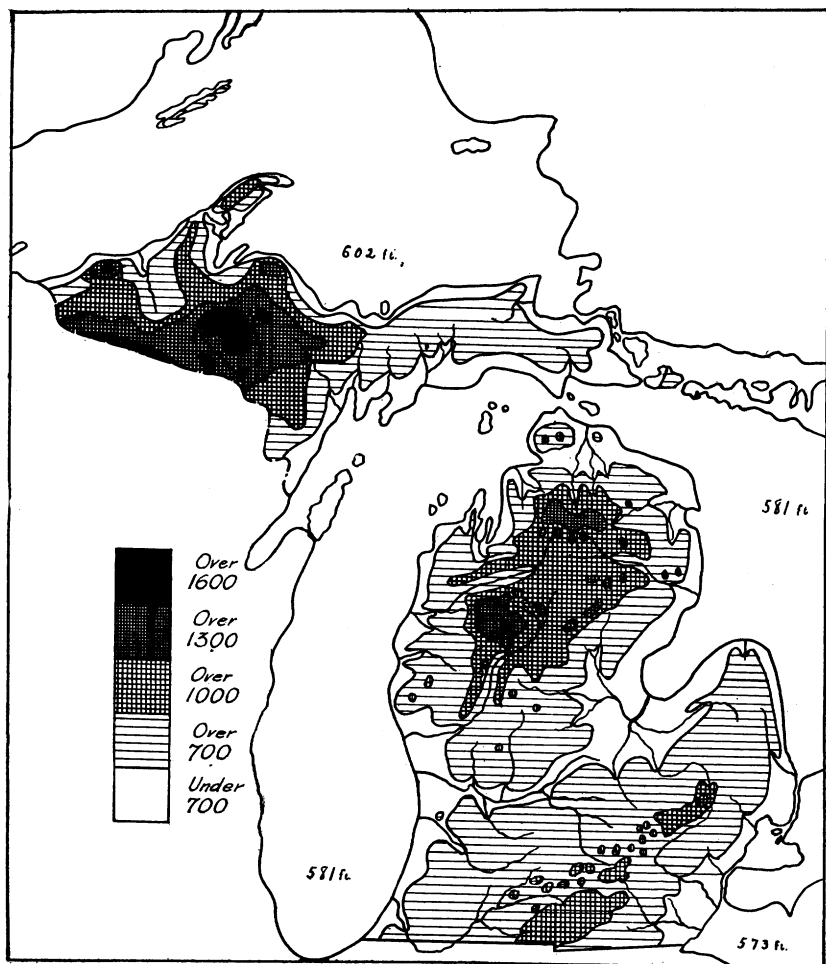 602 ft.
581 ft
Over
1600
Over
1300
Over
1000
Over
700
Under
700
581 ft.
573 ft.